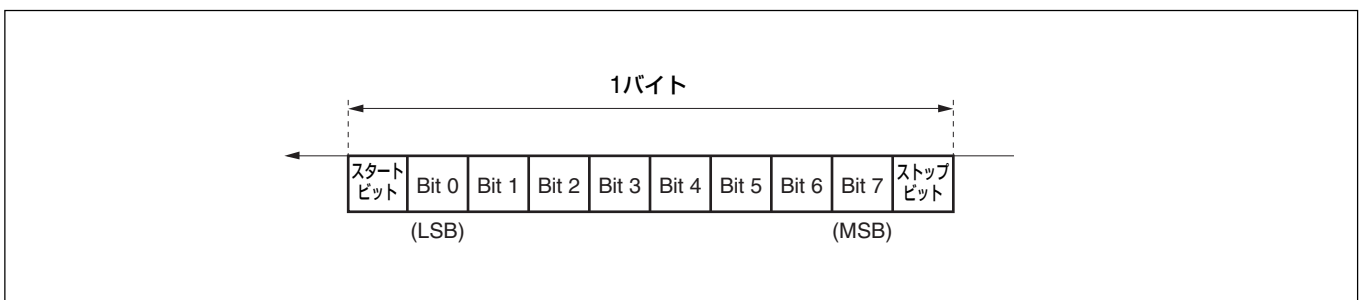 1バイト
スタート
ビット
Bit 0 Bit 1 Bit 2 Bit 3 Bit 4 Bit 5 Bit 6 Bit 7
ストップ
ビット
(LSB) (MSB)